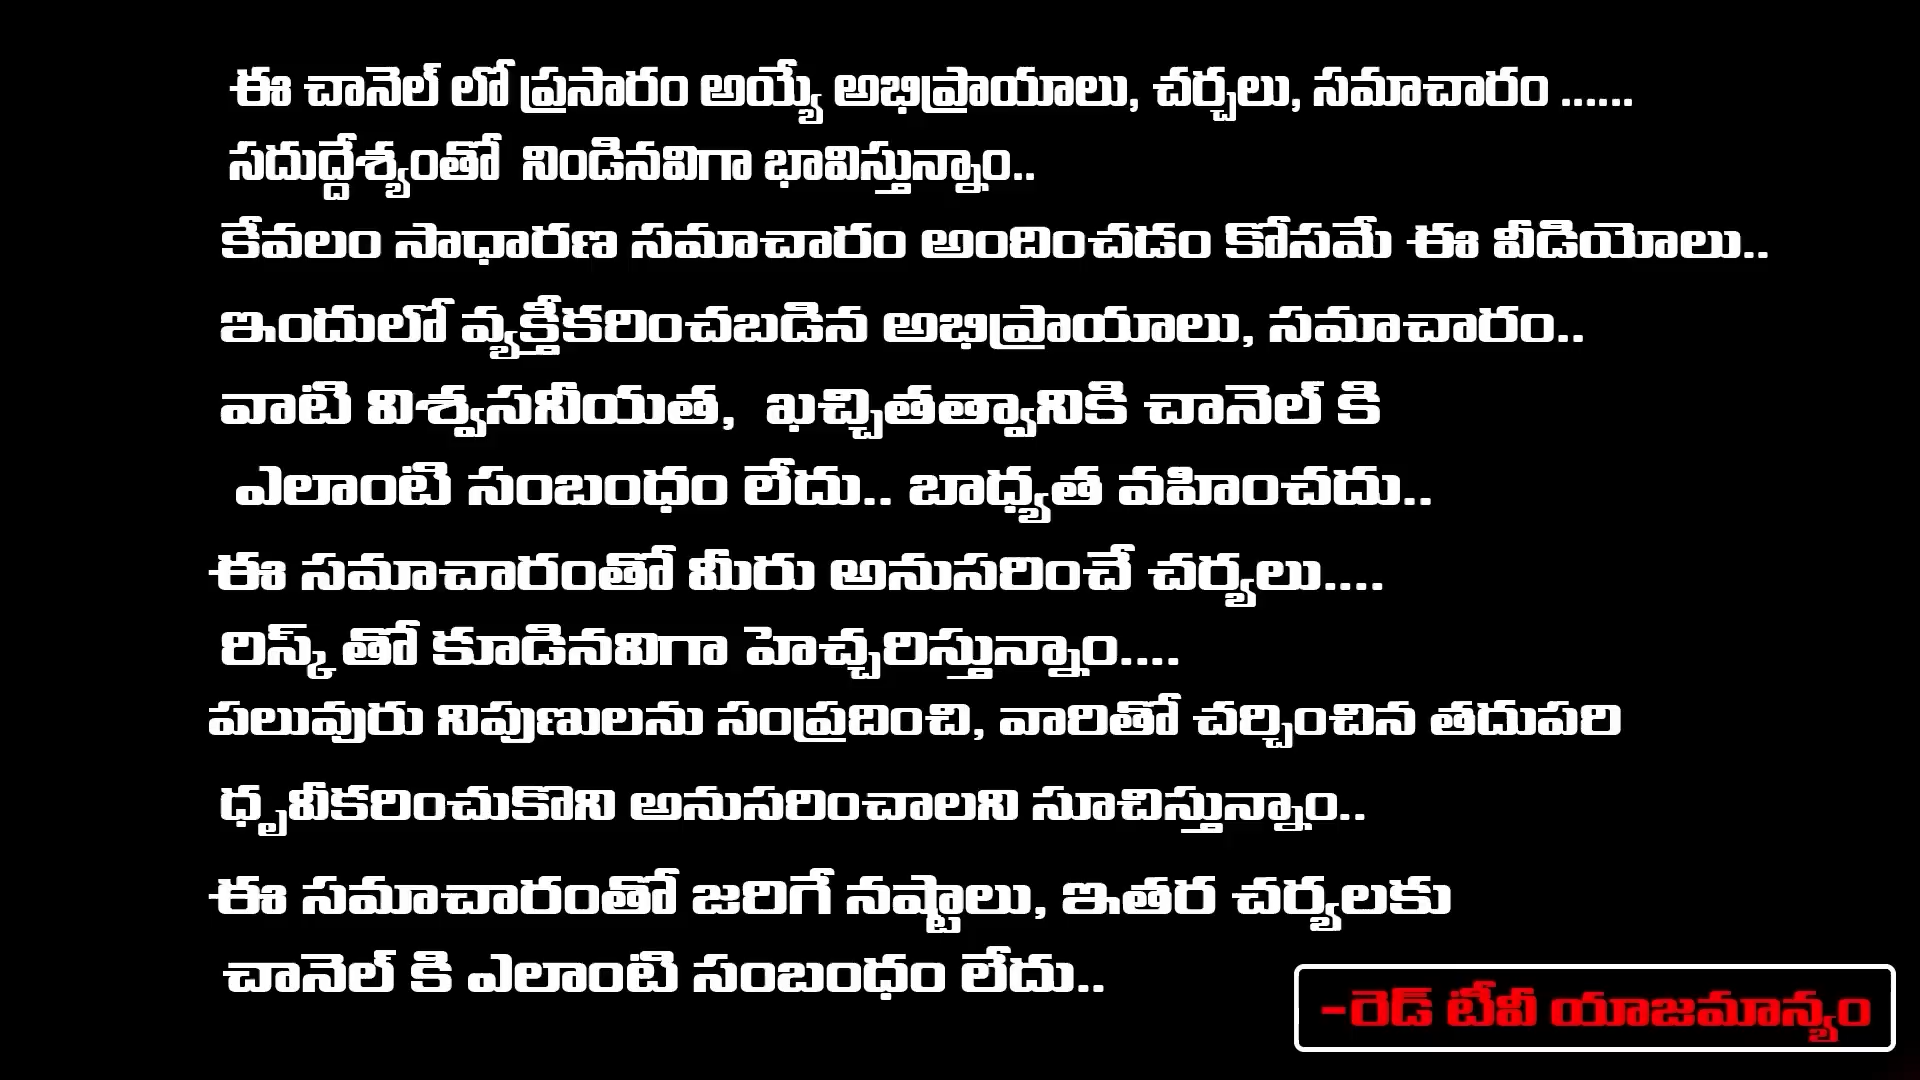 ఈ చానెల్ లో ప్రసారం అయ్యే అభిప్రాయాలు, చర్చలు, సమాచారం ......
సదుద్దేశ్యంతో నిండినవిగా భావిస్తున్నాం..
కేవలం సాధారణ సమాచారం అందించడం కోసమే ఈ వీడియోలు..
ఇందులో వ్యక్తీకరించబడిన అభిప్రాయాలు, సమాచారం..
వాటి విశ్వసనీయత, ఖచ్చితత్వానికి చానెల్ కి
ఎలాంటి సంబంధం లేదు.. బాధ్యత వహించదు..
ఈ సమాచారంతో మీరు అనుసరించే చర్యలు....
రిస్క్ తో కూడినవిగా హెచ్చరిస్తున్నాం....
పలువురు నిపుణులను సంప్రదించి, వారితో చర్చించిన తదుపరి
ధృవీకరించుకొని అనుసరించాలని సూచిస్తున్నాం..
ఈ సమాచారంతో జరిగే నష్టాలు, ఇతర చర్యలకు
చానెల్ కి ఎలాంటి సంబంధం లేదు..
-రెడ్ టీవీ యాజమాన్యం